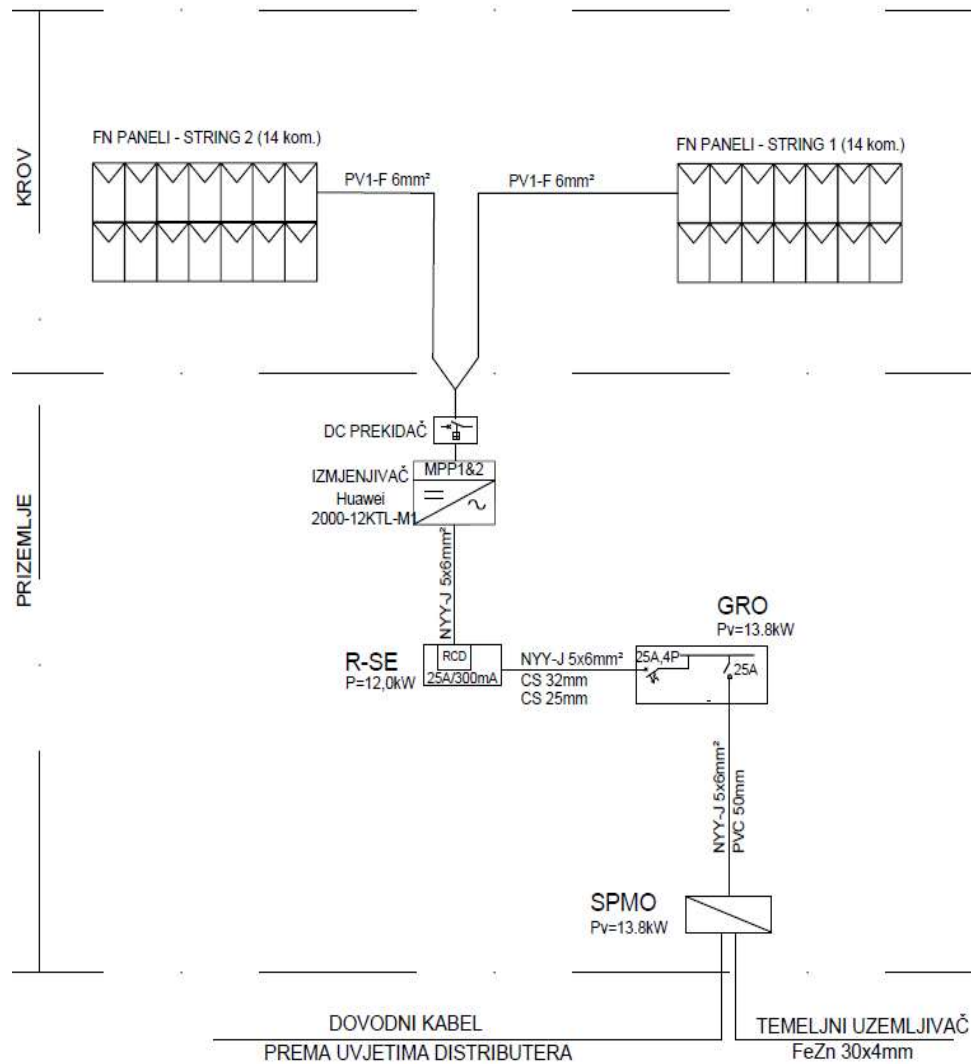 KROV
FN PANELI - STRING 2 (14 kom.)
FN PANELI - STRING 1 (14 kom.)
PV1-F 6mm²
PV1-F 6mm²
PRIZEMLJE
DC PREKIDAČ
IZMJENJIVAČ
Huawei
2000-12KTL-M1
MPP1&2
NYY-J 5x6mm²
R-SE
P=12,0kW
RCD
25A/300mA
NYY-J 5x6mm²
CS 32mm
CS 25mm
GRO
Pv=13.8kW
25A,4P
25A
NYY-J 5x6mm²
PVC 50mm
SPMO
Pv=13.8kW
DOVODNI KABEL
PREMA UVJETIMA DISTRIBUTERA
TEMELJNI UZEMLJIVAČ
FeZn 30x4mm